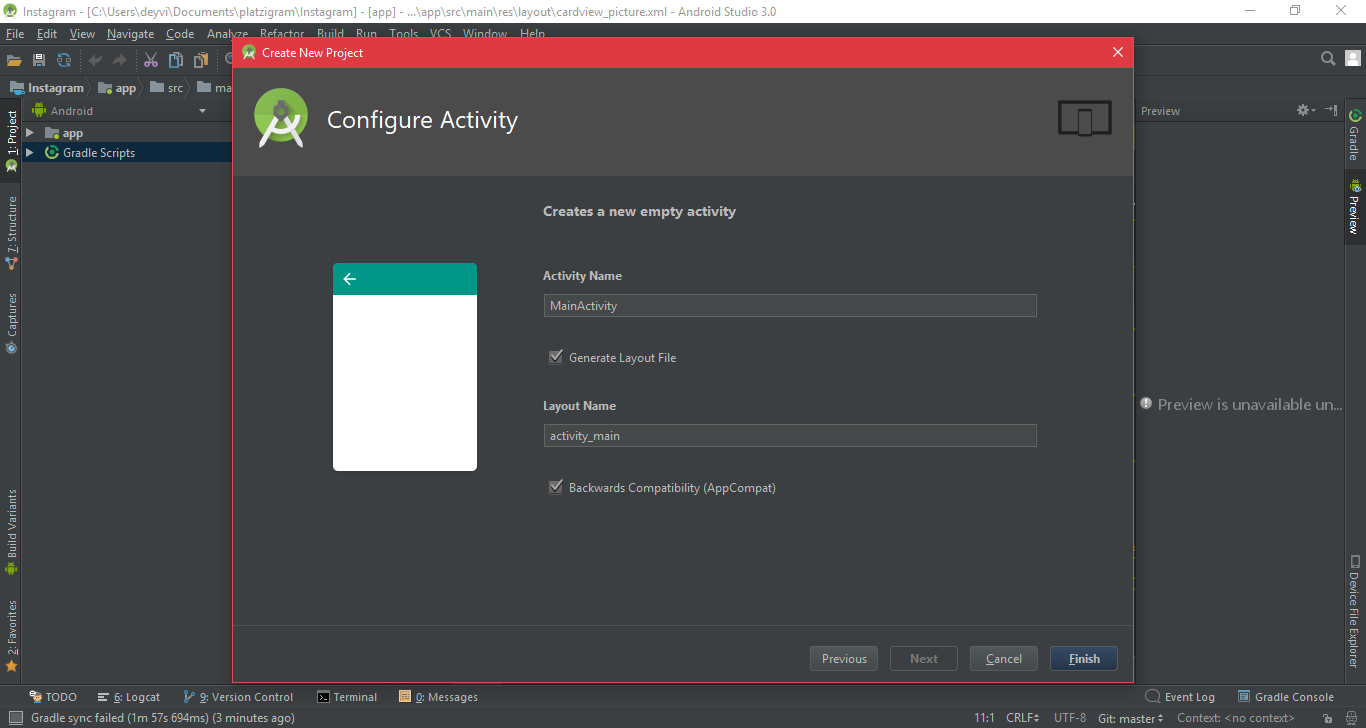 Instagram - [C:\Users\deyvi\Documents\platzigram\Instagram] - [app] - ...\app\src\main\res\layout\cardview_picture.xml - Android Studio 3.0
File Edit View Navigate Code Analyze Refactor Build Run Tools VCS Window Help
Create New Project
Instagram app src ma
Configure Activity
Android
Preview
app
Gradle Scripts
1: Project
7: Structure
Captures
Build Variants
2: Favorites
Gradle
Preview
Device File Explorer
Creates a new empty activity
Activity Name
MainActivity
Generate Layout File
Layout Name
activity_main
Backwards Compatibility (AppCompat)
Preview is unavailable un...
Previous Next Cancel Finish
TODO 6: Logcat 9: Version Control Terminal 0: Messages Event Log Gradle Console
Gradle sync failed (1m 57s 694ms) (3 minutes ago) 11:1 CRLF UTF-8 Git: master Context: <no context>